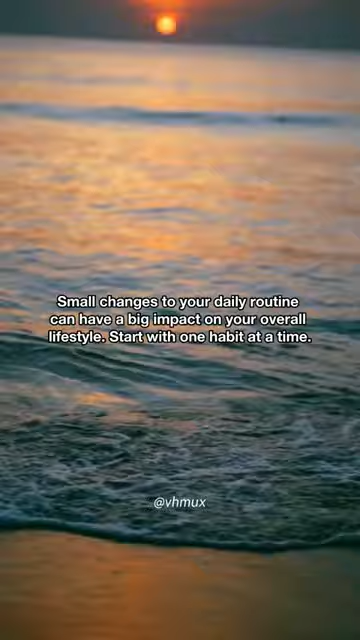 Small changes to your daily routine
can have a big impact on your overall
lifestyle. Start with one habit at a time.
@vhmux